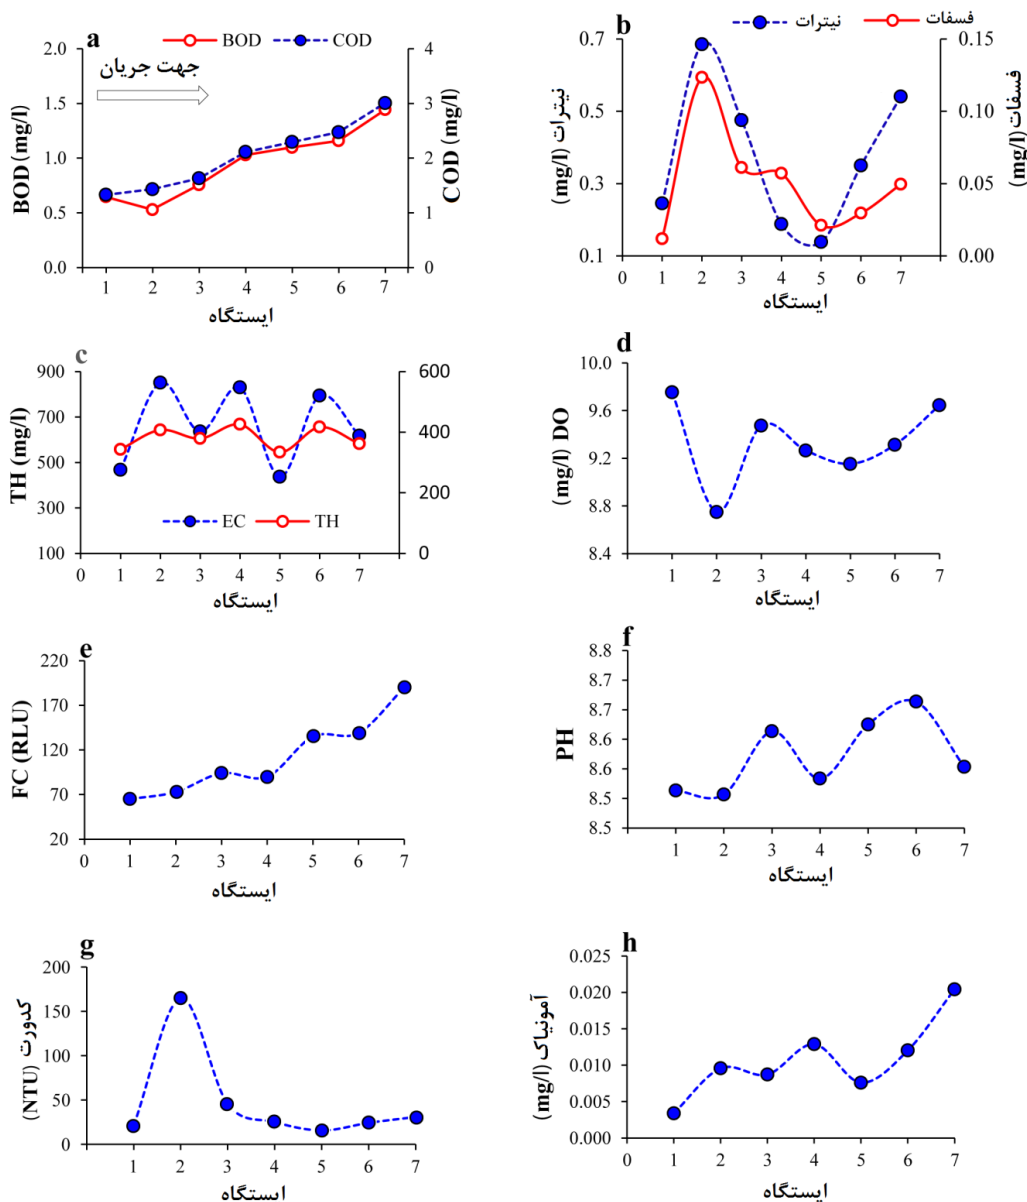 a
BOD COD
جهت جریان
BOD (mg/l)
2.0
1.5
1.0
0.5
0.0
COD (mg/l)
4
3
2
1
0
1 2 3 4 5 6 7
ایستگاه
b
نیترات فسفات
نیترات (mg/l)
0.7
0.5
0.3
0.1
فسفات (mg/l)
0.15
0.10
0.05
0.00
0 1 2 3 4 5 6 7
ایستگاه
c
TH (mg/l)
900
700
500
300
100
600
400
200
0
EC TH
0 1 2 3 4 5 6 7
ایستگاه
d
(mg/l) DO
10.0
9.6
9.2
8.8
8.4
0 1 2 3 4 5 6 7
ایستگاه
e
FC (RLU)
220
170
120
70
20
0 1 2 3 4 5 6 7
ایستگاه
f
PH
8.8
8.7
8.7
8.6
8.6
8.5
8.5
0 1 2 3 4 5 6 7
ایستگاه
g
کدورت (NTU)
200
150
100
50
0
0 1 2 3 4 5 6 7
ایستگاه
h
آمونیاک (mg/l)
0.025
0.020
0.015
0.010
0.005
0.000
0 1 2 3 4 5 6 7
ایستگاه